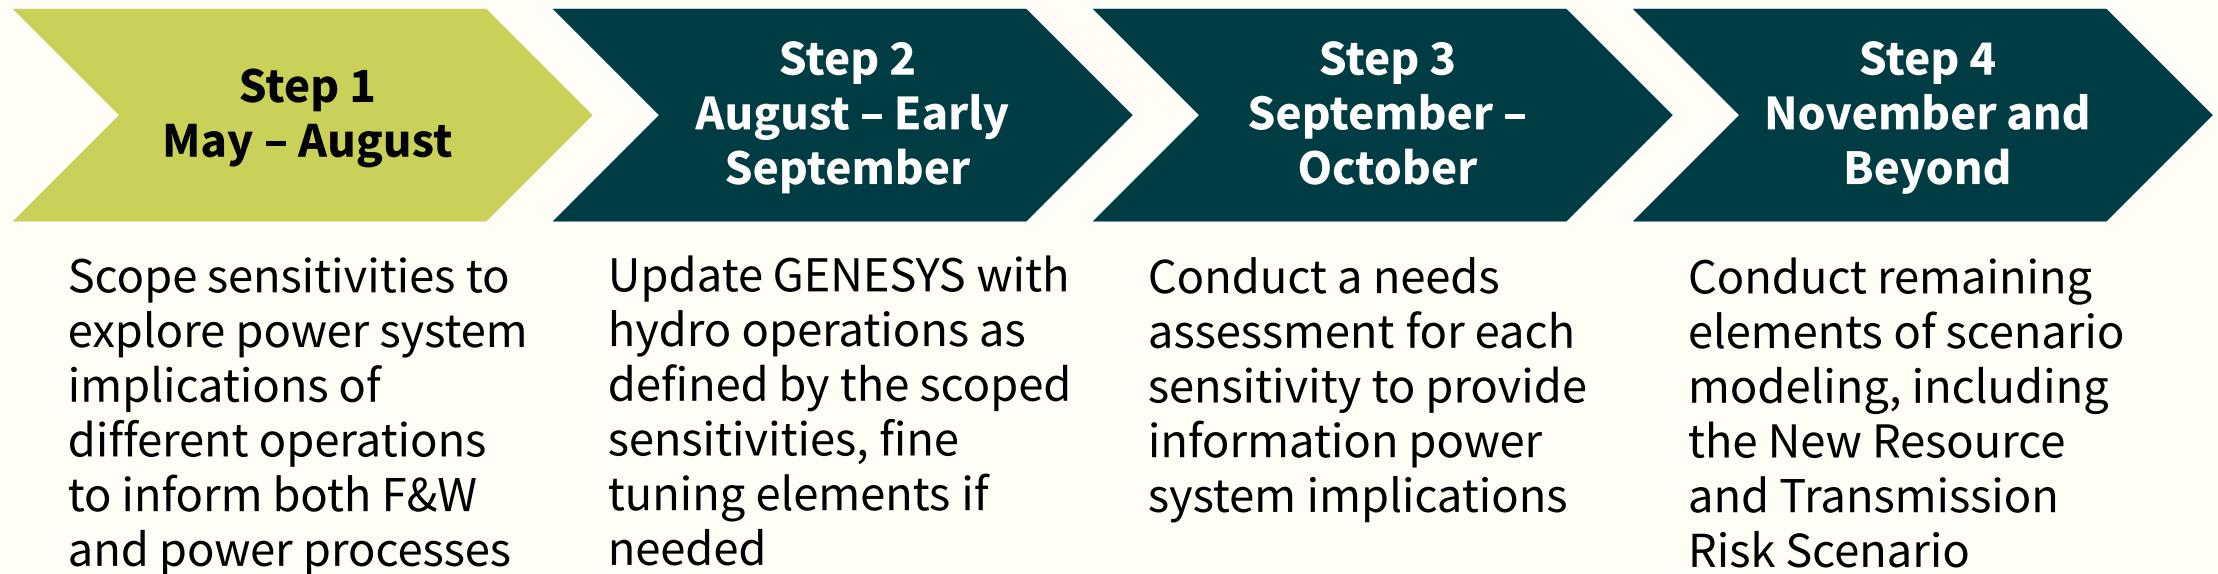 Step 1
May – August
Scope sensitivities to
explore power system
implications of
different operations
to inform both F&W
and power processes
Step 2
August – Early
September
Update GENESYS with
hydro operations as
defined by the scoped
sensitivities, fine
tuning elements if
needed
Step 3
September –
October
Conduct a needs
assessment for each
sensitivity to provide
information power
system implications
Step 4
November and
Beyond
Conduct remaining
elements of scenario
modeling, including
the New Resource
and Transmission
Risk Scenario